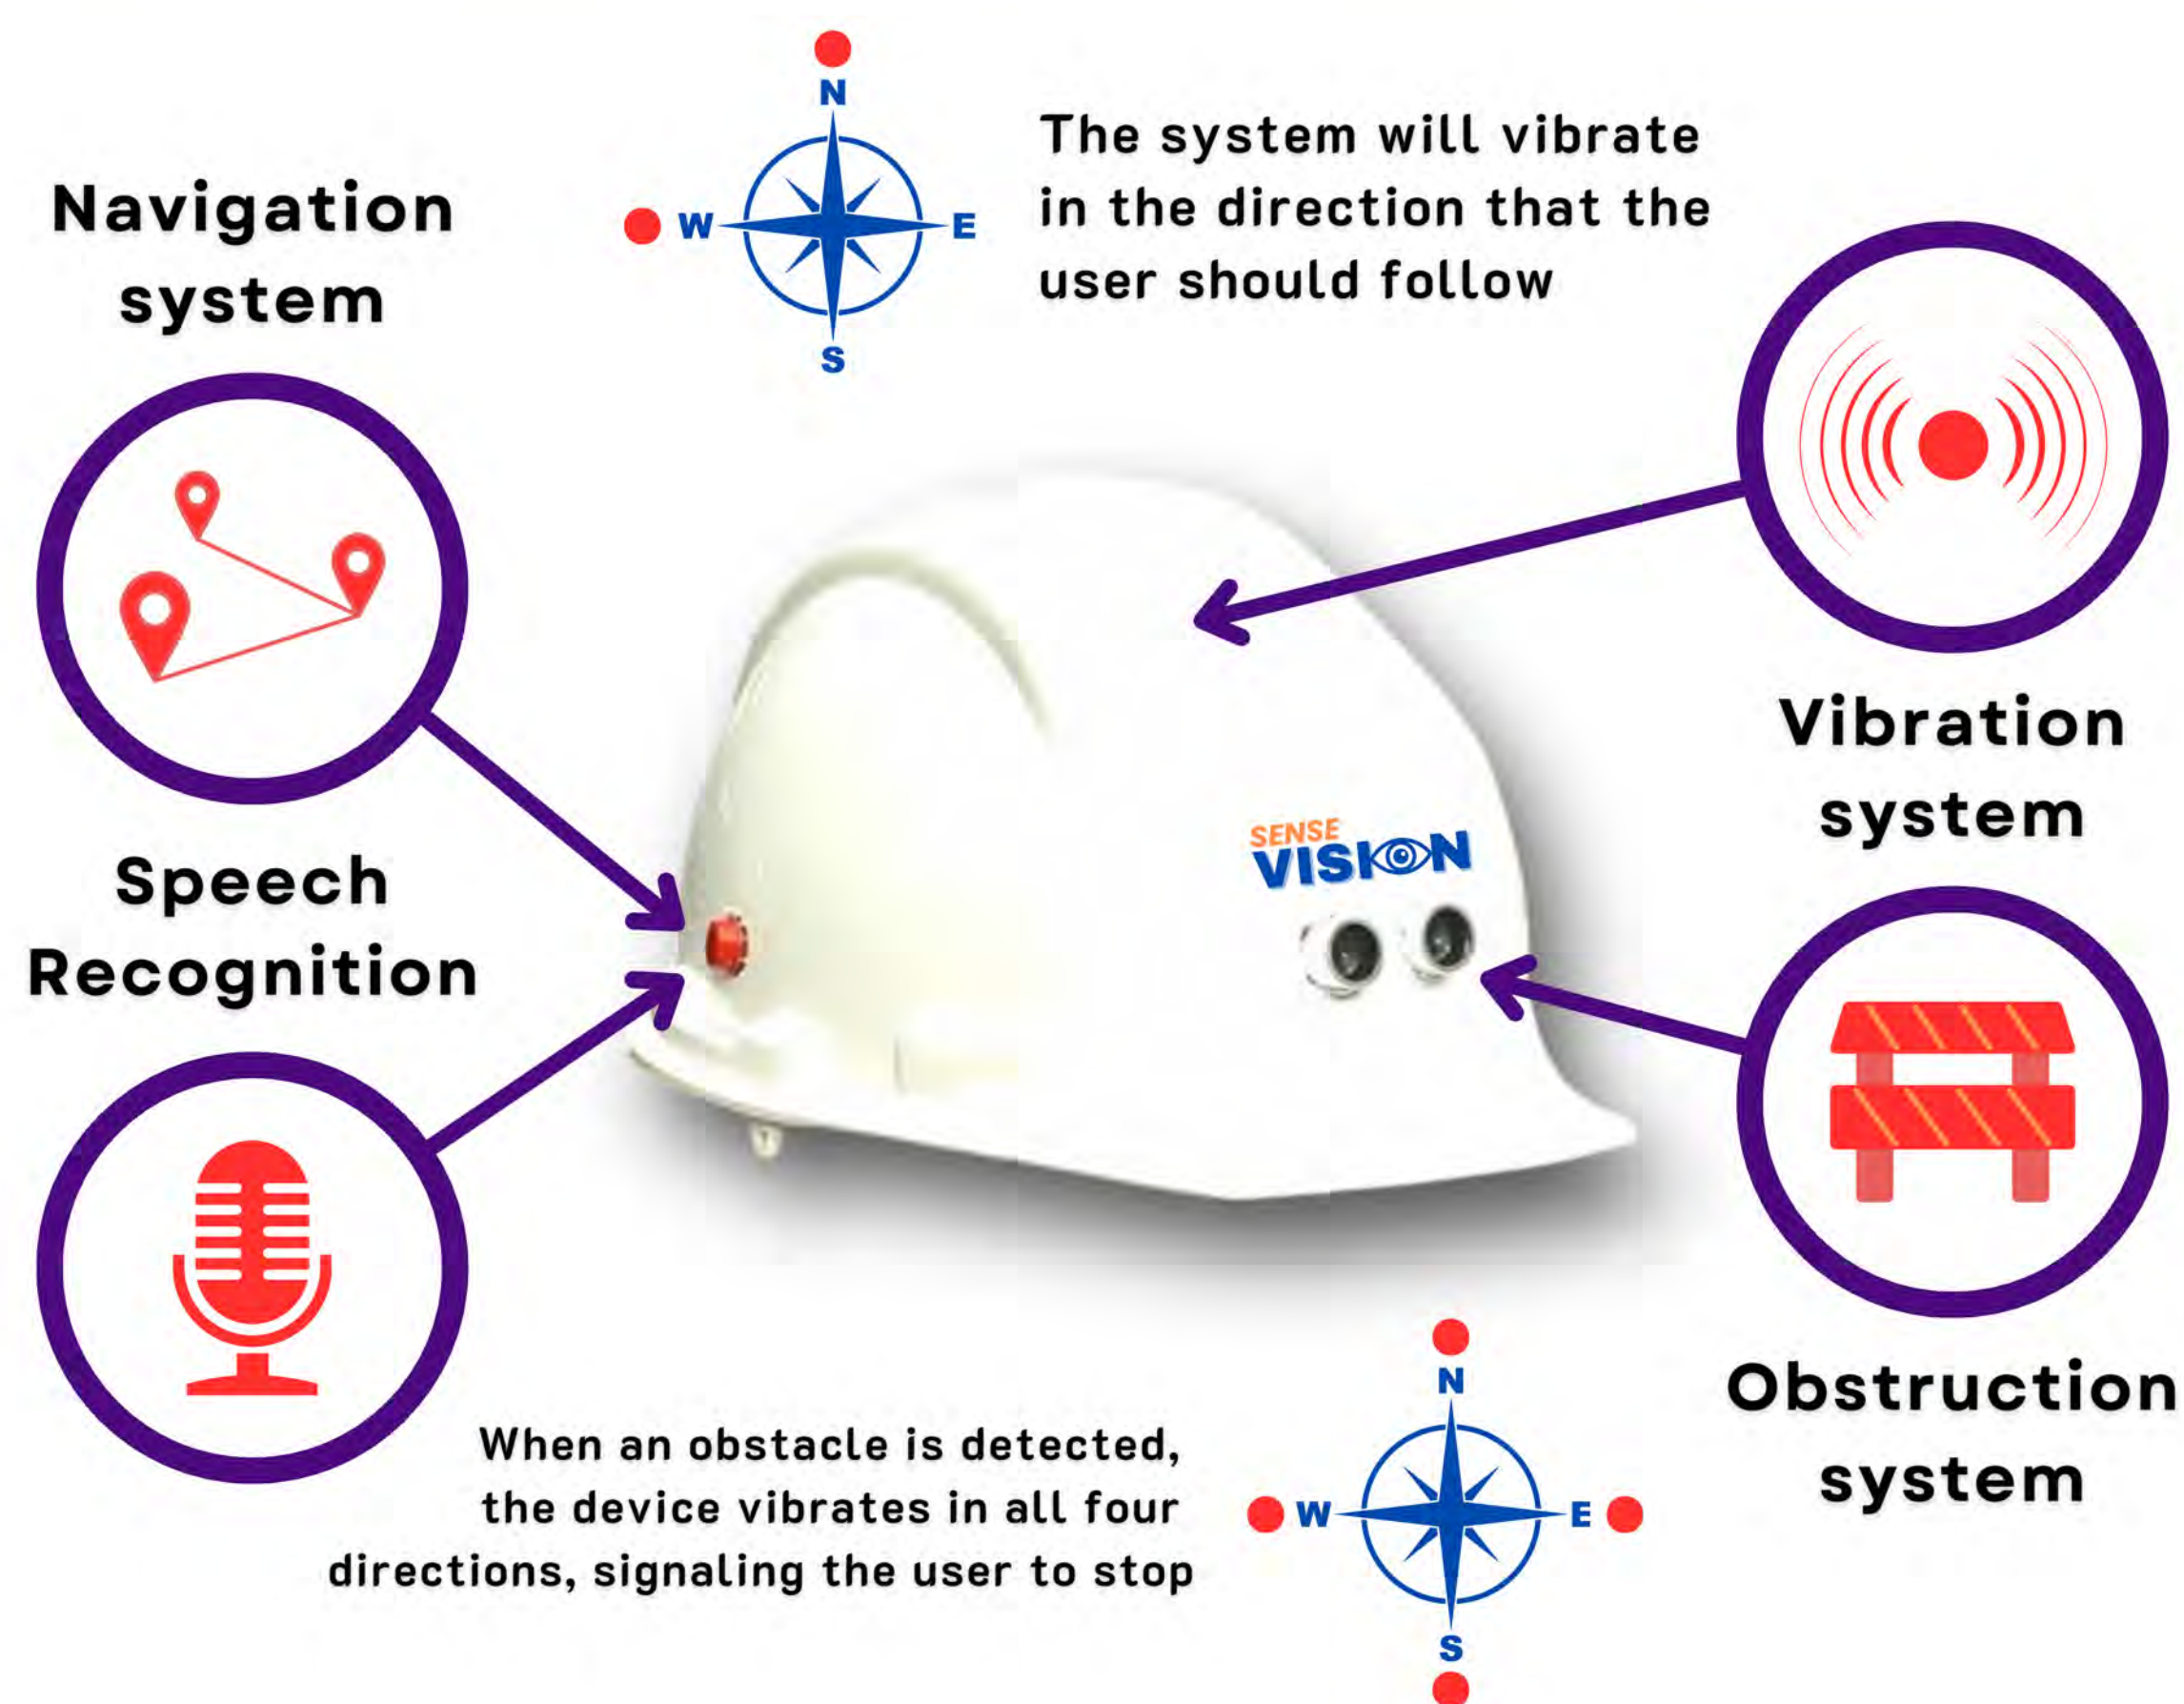 N
W
E
S
The system will vibrate
in the direction that the
user should follow
Navigation
system
Vibration
system
Speech
Recognition
SENSE
VISION
Obstruction
system
When an obstacle is detected,
the device vibrates in all four
directions, signaling the user to stop
N
W
E
S